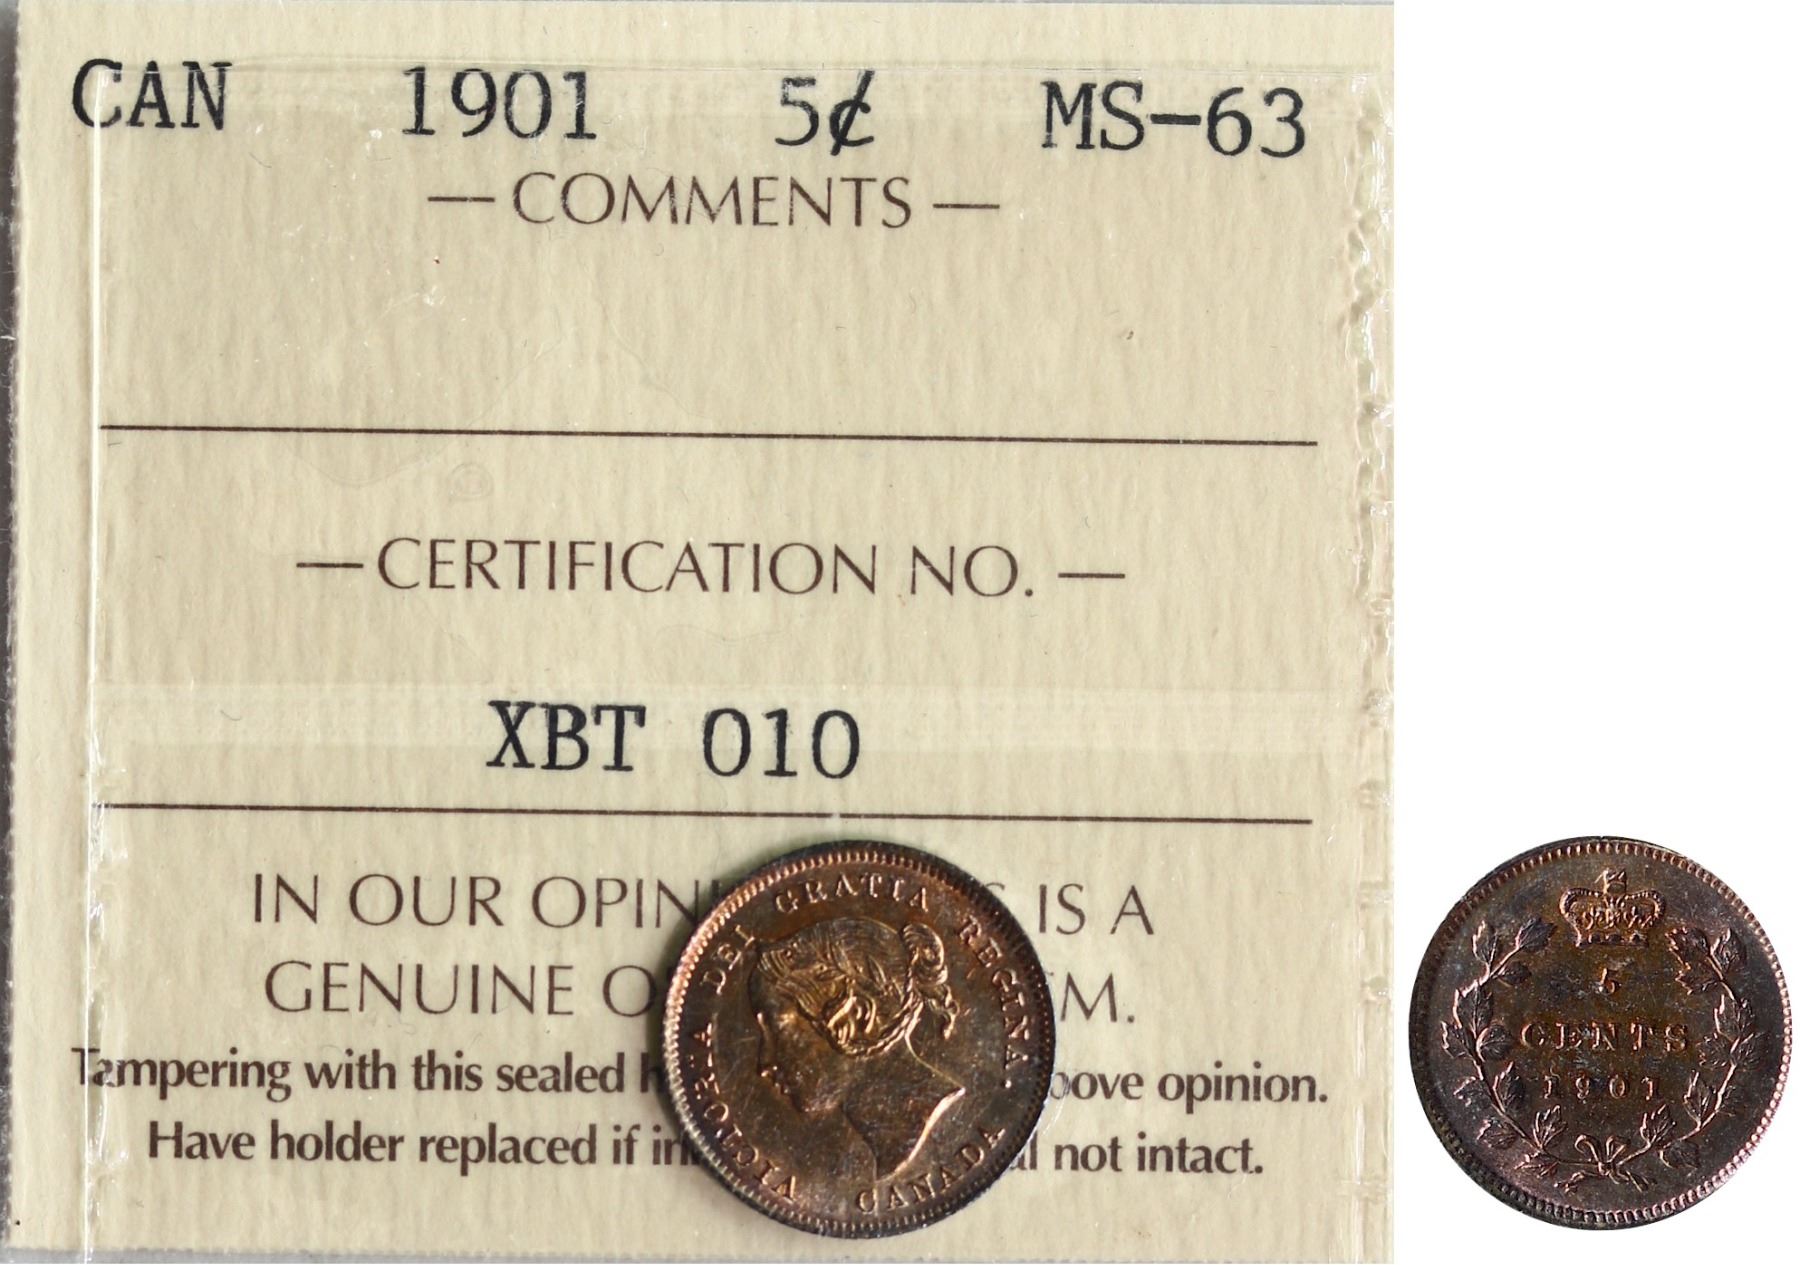 CAN 1901 5¢ MS-63
— COMMENTS —
— CERTIFICATION NO. —
XBT 010
IN OUR OPIN IS A
GENUINE O M.
Tampering with this sealed h bove opinion.
Have holder replaced if in al not intact.
VICTORIA DEI GRATIA REGINA.
CANADA
5
CENTS
1901